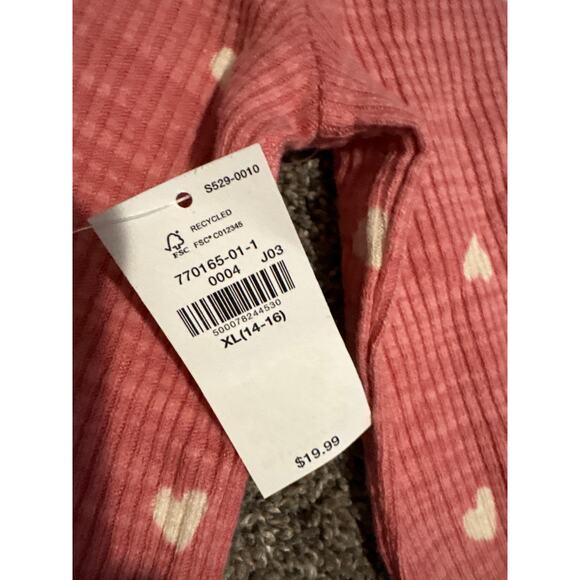 S529-0010
FSC
RECYCLED
FSC® C012345
770165-01-1
0004 J03
500078244530
XL(14-16)
$19.99